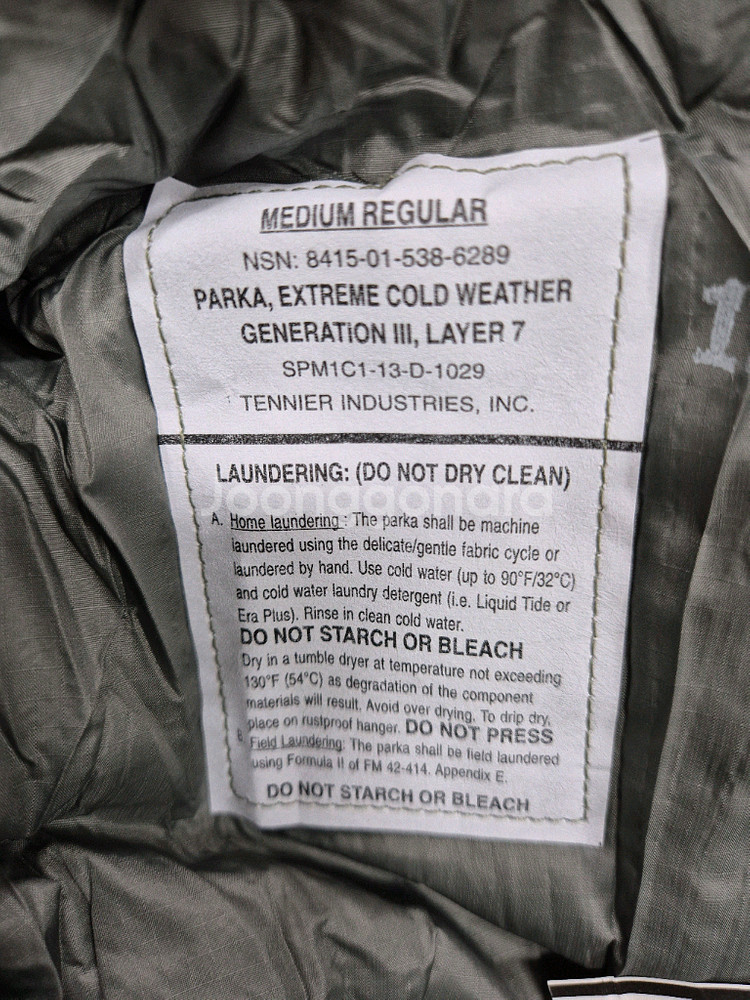 MEDIUM REGULAR
NSN: 8415-01-538-6289
PARKA, EXTREME COLD WEATHER
GENERATION III, LAYER 7
SPM1C1-13-D-1029
TENNIER INDUSTRIES, INC.
LAUNDERING: (DO NOT DRY CLEAN)
Joongoonara
A. Home laundering : The parka shall be machine
laundered using the delicate/gentle fabric cycle or
laundered by hand. Use cold water (up to 90°F/32°C)
and cold water laundry detergent (i.e. Liquid Tide or
Era Plus). Rinse in clean cold water.
DO NOT STARCH OR BLEACH
Dry in a tumble dryer at temperature not exceeding
130°F (54°C) as degradation of the component
materials will result. Avoid over drying. To drip dry,
place on rustproof hanger. DO NOT PRESS
B. Field Laundering: The parka shall be field laundered
using Formula II of FM 42-414. Appendix E.
DO NOT STARCH OR BLEACH
1